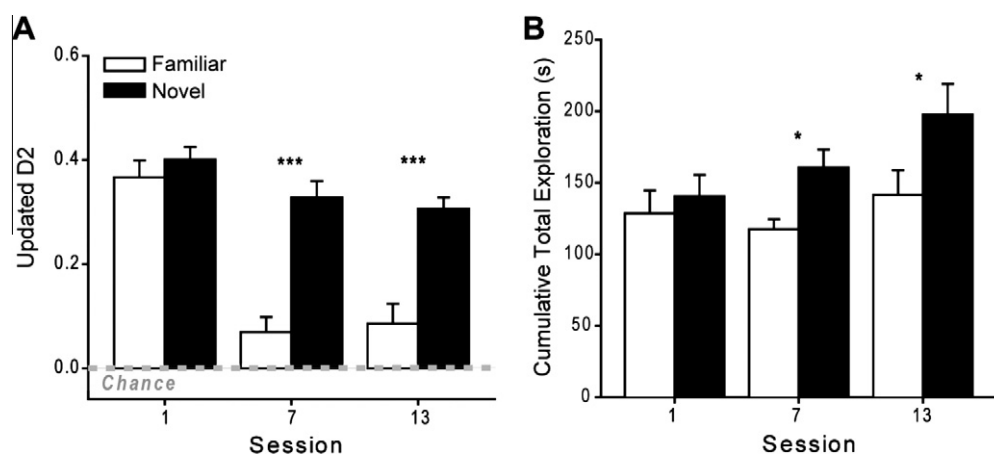 A
Updated D2
0.6
0.4
0.2
0.0
Familiar
Novel
***
***
Chance
1
7
13
Session
B
Cumulative Total Exploration (s)
250
200
150
100
50
0
*
*
1
7
13
Session